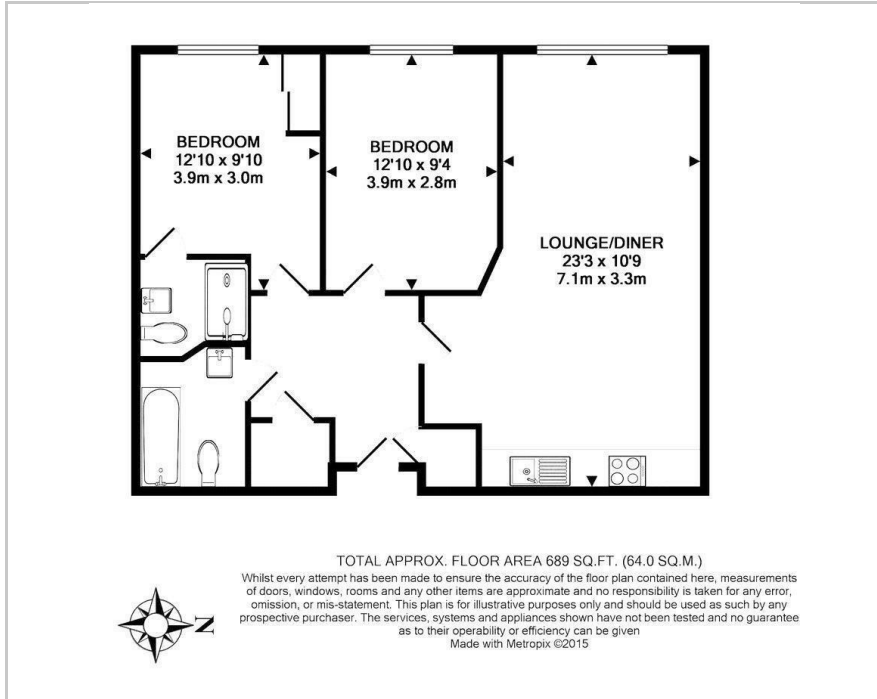 BEDROOM
12'10 x 9'10
3.9m x 3.0m
BEDROOM
12'10 x 9'4
3.9m x 2.8m
LOUNGE/DINER
23'3 x 10'9
7.1m x 3.3m
TOTAL APPROX. FLOOR AREA 689 SQ.FT. (64.0 SQ.M.)
Whilst every attempt has been made to ensure the accuracy of the floor plan contained here, measurements
of doors, windows, rooms and any other items are approximate and no responsibility is taken for any error,
omission, or mis-statement. This plan is for illustrative purposes only and should be used as such by any
prospective purchaser. The services, systems and appliances shown have not been tested and no guarantee
as to their operability or efficiency can be given
Made with Metropix ©2015
N